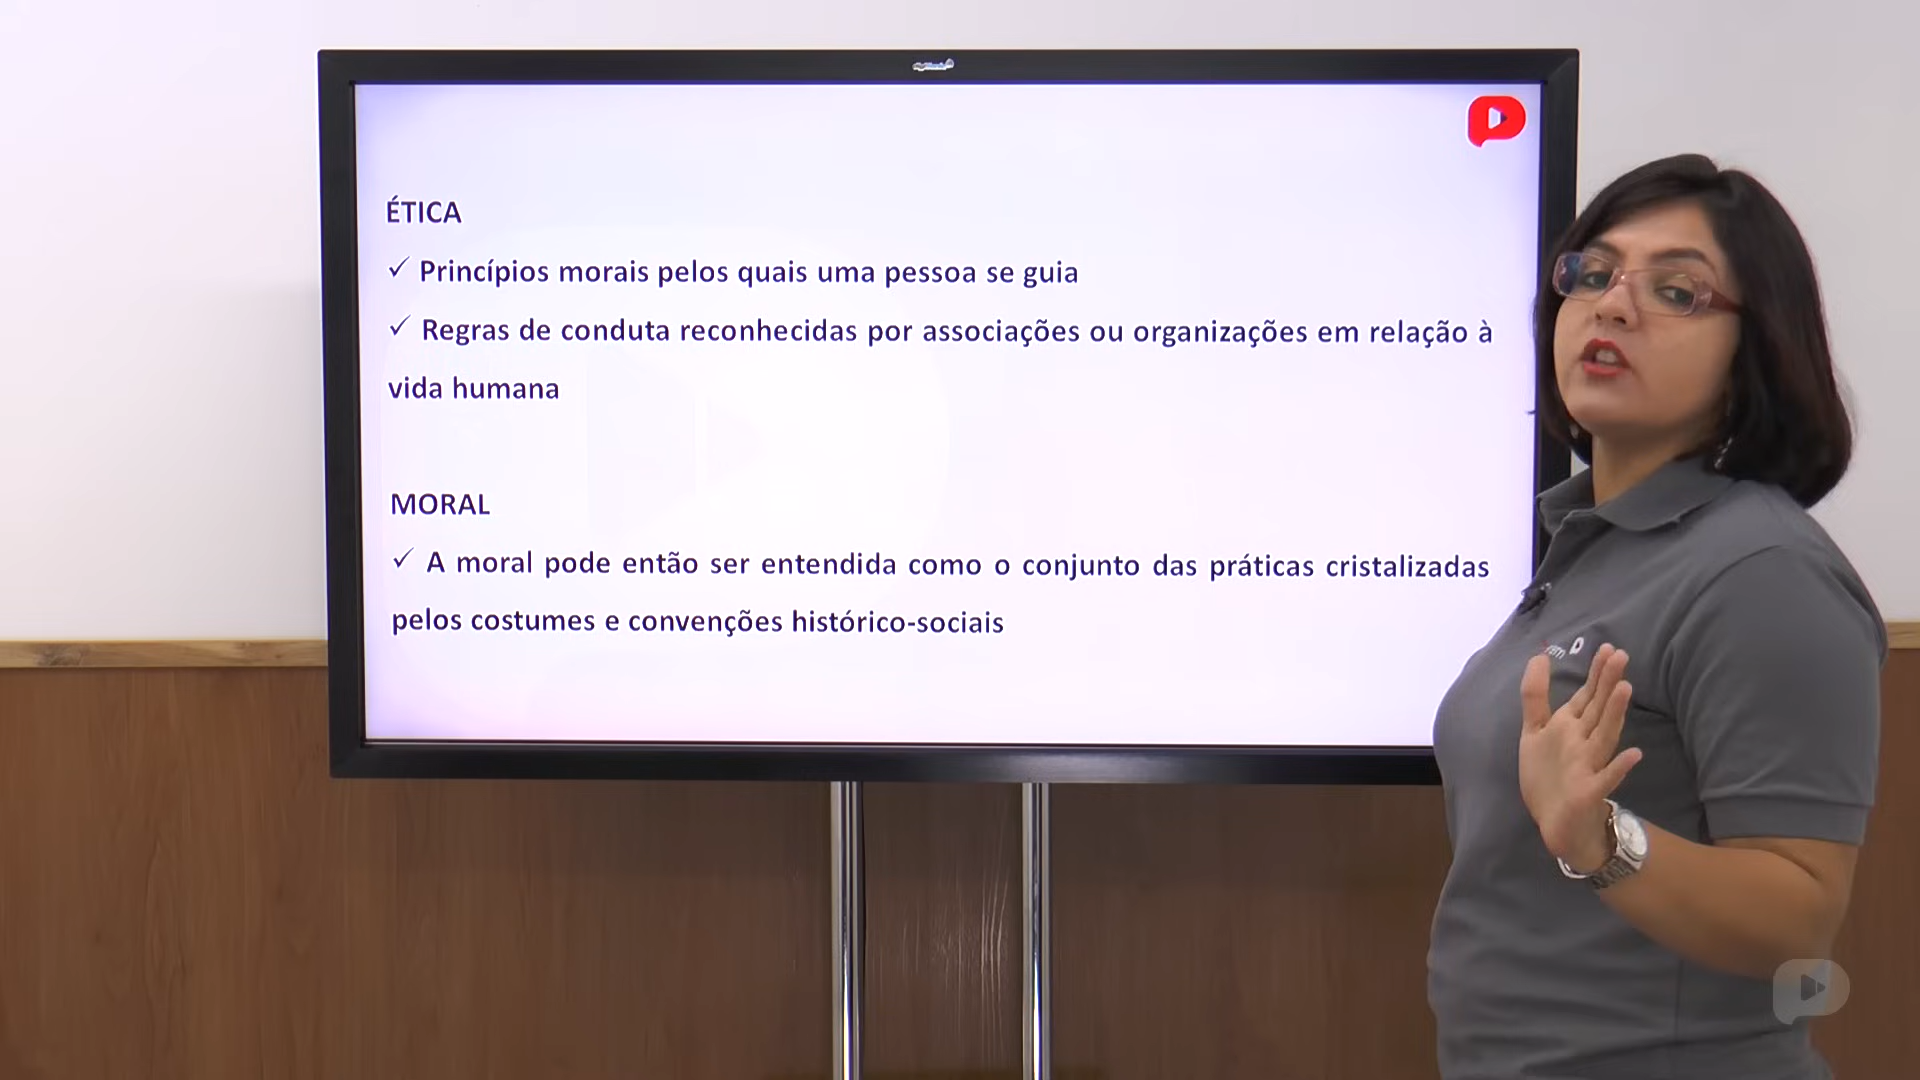 ÉTICA
✓ Princípios morais pelos quais uma pessoa se guia
✓ Regras de conduta reconhecidas por associações ou organizações em relação à
vida humana
MORAL
✓ A moral pode então ser entendida como o conjunto das práticas cristalizadas
pelos costumes e convenções histórico-sociais